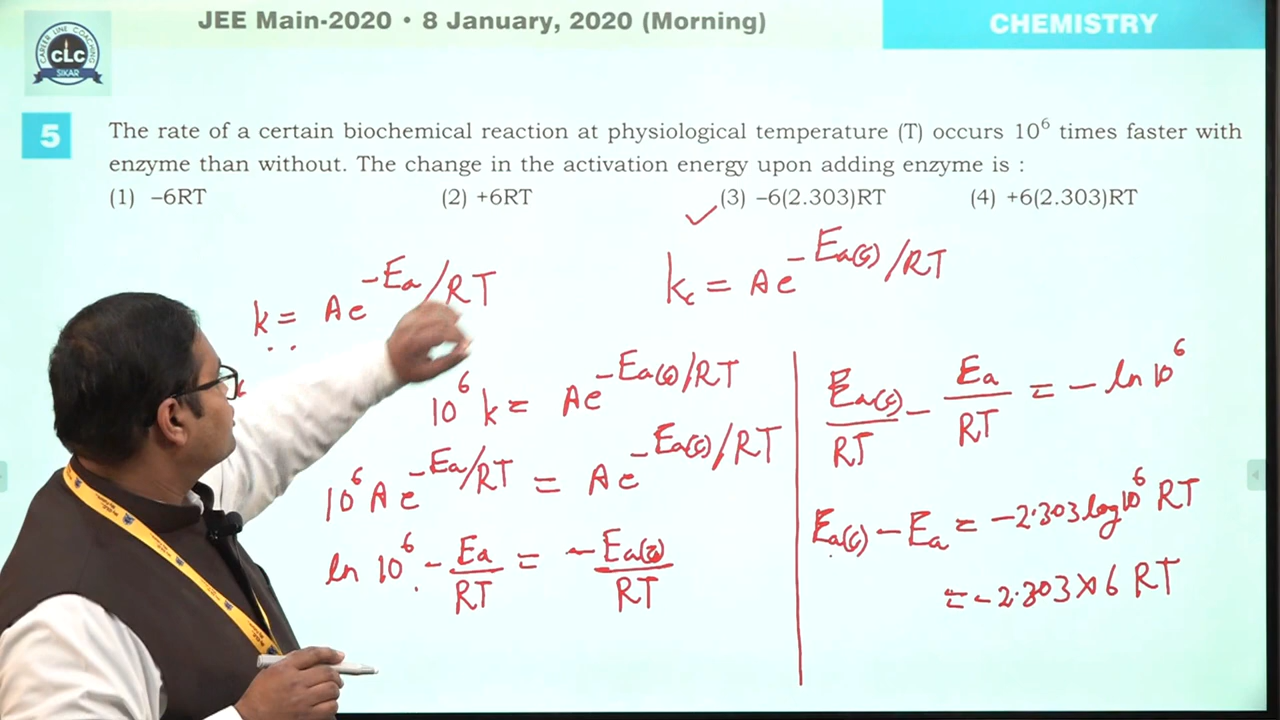 JEE Main-2020 • 8 January, 2020 (Morning)
CHEMISTRY
CAREER LINE COACHING
CLC
SIKAR
5
The rate of a certain biochemical reaction at physiological temperature (T) occurs 10⁶ times faster with
enzyme than without. The change in the activation energy upon adding enzyme is :
(1) –6RT (2) +6RT (3) –6(2.303)RT (4) +6(2.303)RT
k = Ae^{-Ea/RT}
k_c = Ae^{-Ea(c)/RT}
10⁶ k = Ae^{-Ea(c)/RT}
10⁶ Ae^{-Ea/RT} = Ae^{-Ea(c)/RT}
ln 10⁶ - Ea/RT = -Ea(c)/RT
Ea(c)/RT - Ea/RT = - ln 10⁶
Ea(c) - Ea = -2.303 log 10⁶ RT
= -2.303×6 RT